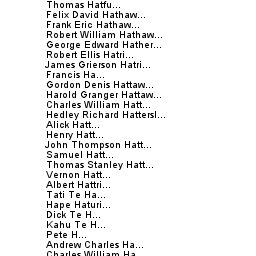 Thomas Hatfu...
Felix David Hathaw...
Frank Eric Hathaw...
Robert William Hathaw...
George Edward Hather...
Robert Ellis Hatri...
James Grierson Hatri...
Francis Ha...
Gordon Denis Hattaw...
Harold Granger Hattaw...
Charles William Hatt...
Hedley Richard Hattersl...
Alick Hatt...
Henry Hatt...
John Thompson Hatt...
Samuel Hatt...
Thomas Stanley Hatt...
Vernon Hatt...
Albert Hattri...
Tati Te Ha...
Hape Haturi...
Dick Te H...
Kahu Te H...
Pete H...
Andrew Charles Ha...
Charles William Ha